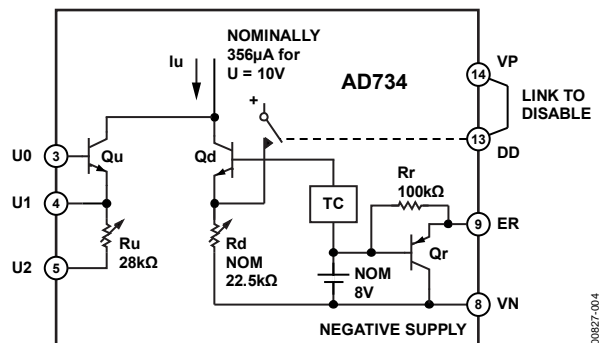 NOMINALLY
356µA for
U = 10V
Iu
AD734
VP
14
LINK TO
DISABLE
13
DD
+
U0
3
Qu
Qd
U1
4
Rr
100kΩ
TC
9
ER
Ru
28kΩ
Rd
NOM
22.5kΩ
NOM
8V
Qr
U2
5
8
VN
NEGATIVE SUPPLY
00827-004